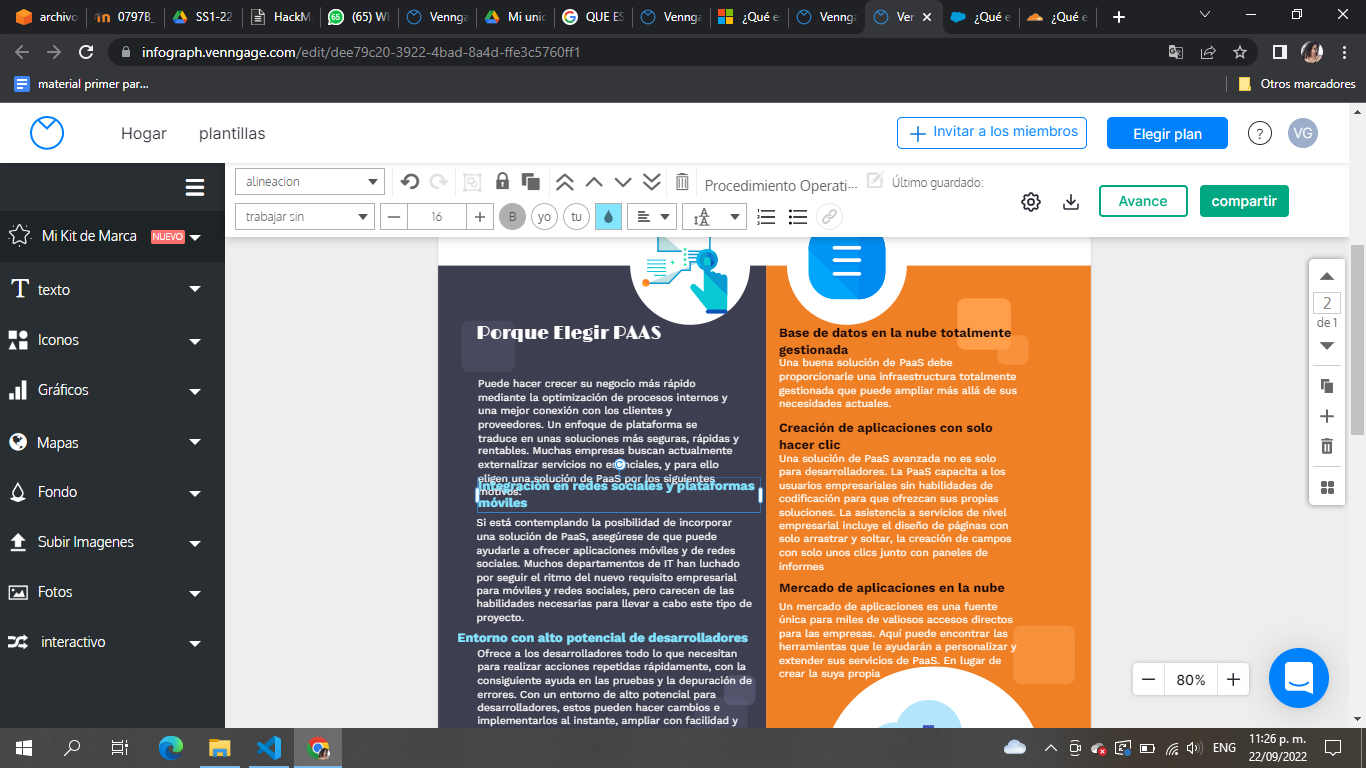 archivo
0797B_
SS1-22
HackM
(65) Wh
Vennga
Mi unic
QUE ES
Vennga
¿Qué e
Vennga
Ven
¿Qué e
¿Qué e
infograph.venngage.com/edit/dee79c20-3922-4bad-8a4d-ffe3c5760ff1
material primer par...
Otros marcadores
Hogar
plantillas
Invitar a los miembros
Elegir plan
?
VG
alineacion
Procedimiento Operati...
Último guardado:
trabajar sin
16
B
yo
tu
Avance
compartir
Mi Kit de Marca
NUEVO
texto
Iconos
Gráficos
Mapas
Fondo
Subir Imagenes
Fotos
interactivo
Porque Elegir PAAS
Puede hacer crecer su negocio más rápido
mediante la optimización de procesos internos y
una mejor conexión con los clientes y
proveedores. Un enfoque de plataforma se
traduce en unas soluciones más seguras, rápidas y
rentables. Muchas empresas buscan actualmente
externalizar servicios no esenciales, y para ello
eligen una solución de PaaS por los siguientes
motivos:
Integración en redes sociales y plataformas
móviles
Si está contemplando la posibilidad de incorporar
una solución de PaaS, asegúrese de que puede
ayudarle a ofrecer aplicaciones móviles y de redes
sociales. Muchos departamentos de IT han luchado
por seguir el ritmo del nuevo requisito empresarial
para móviles y redes sociales, pero carecen de las
habilidades necesarias para llevar a cabo este tipo de
proyecto.
Entorno con alto potencial de desarrolladores
Ofrece a los desarrolladores todo lo que necesitan
para realizar acciones repetidas rápidamente, con la
consiguiente ayuda en las pruebas y la depuración de
errores. Con un entorno de alto potencial para
desarrolladores, estos pueden hacer cambios e
implementarlos al instante, ampliar con facilidad y
Base de datos en la nube totalmente
gestionada
Una buena solución de PaaS debe
proporcionarle una infraestructura totalmente
gestionada que puede ampliar más allá de sus
necesidades actuales.
Creación de aplicaciones con solo
hacer clic
Una solución de PaaS avanzada no es solo
para desarrolladores. La PaaS capacita a los
usuarios empresariales sin habilidades de
codificación para que ofrezcan sus propias
soluciones. La asistencia a servicios de nivel
empresarial incluye el diseño de páginas con
solo arrastrar y soltar, la creación de campos
con solo unos clics junto con paneles de
informes
Mercado de aplicaciones en la nube
Un mercado de aplicaciones es una fuente
única para miles de valiosos accesos directos
para las empresas. Aquí puede encontrar las
herramientas que le ayudarán a personalizar y
extender sus servicios de PaaS. En lugar de
crear la suya propia
2
de 1
80%
ENG
11:26 p. m.
22/09/2022